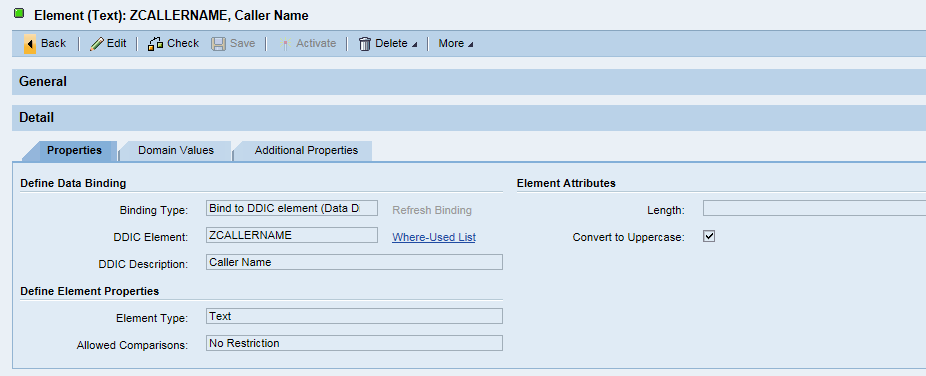 Element (Text): ZCALLERNAME, Caller Name
Back Edit Check Save Activate Delete More
General
Detail
Properties Domain Values Additional Properties
Define Data Binding Element Attributes
Binding Type: Bind to DDIC element (Data D Refresh Binding Length:
DDIC Element: ZCALLERNAME Where-Used List Convert to Uppercase:
DDIC Description: Caller Name
Define Element Properties
Element Type: Text
Allowed Comparisons: No Restriction